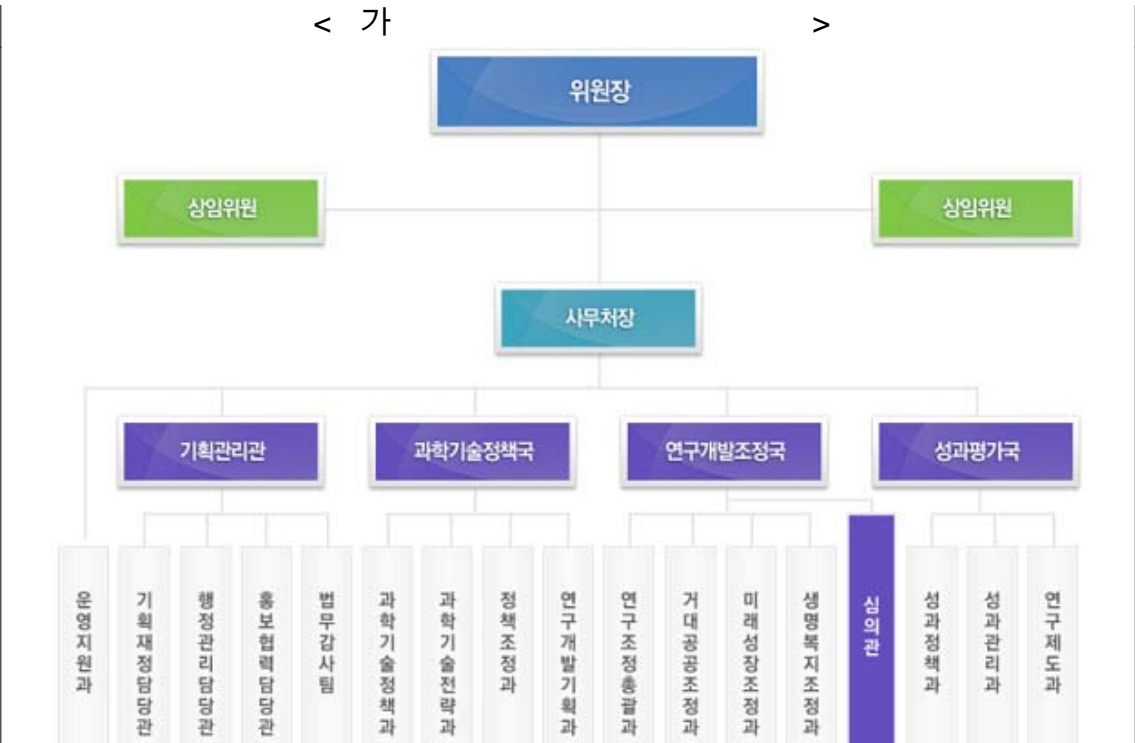 < 가 >
위원장
상임위원
상임위원
사무처장
기획관리관
과학기술정책국
연구개발조정국
성과평가국
운영지원과
기획재정담당관
행정관리담당관
홍보협력담당관
법무감사팀
과학기술정책과
과학기술전략과
정책조정과
연구개발기획과
연구조정총괄과
거대공공조정과
미래성장조정과
생명복지조정과
심의관
성과정책과
성과관리과
연구제도과